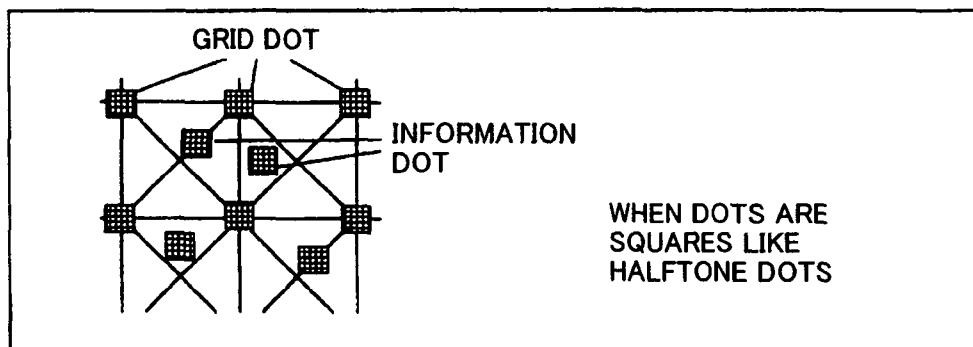 GRID DOT
INFORMATION
DOT
WHEN DOTS ARE
SQUARES LIKE
HALFTONE DOTS